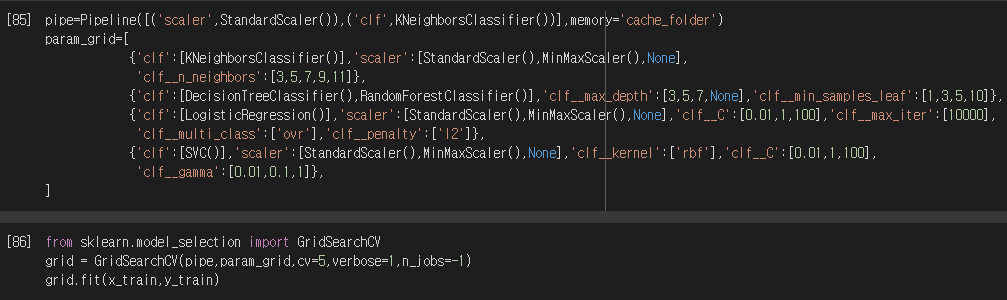 [85] pipe=Pipeline([('scaler',StandardScaler()),('clf',KNeighborsClassifier())],memory='cache_folder')
param_grid=[
{'clf':[KNeighborsClassifier()],'scaler':[StandardScaler(),MinMaxScaler(),None],
'clf__n_neighbors':[3,5,7,9,11]},
{'clf':[DecisionTreeClassifier(),RandomForestClassifier()],'clf__max_depth':[3,5,7,None],'clf__min_samples_leaf':[1,3,5,10]},
{'clf':[LogisticRegression()],'scaler':[StandardScaler(),MinMaxScaler(),None],'clf__C':[0.01,1,100],'clf__max_iter':[10000],
'clf__multi_class':['ovr'],'clf__penalty':['l2']},
{'clf':[SVC()],'scaler':[StandardScaler(),MinMaxScaler(),None],'clf__kernel':['rbf'],'clf__C':[0.01,1,100],
'clf__gamma':[0.01,0.1,1]},
]
[86] from sklearn.model_selection import GridSearchCV
grid = GridSearchCV(pipe,param_grid,cv=5,verbose=1,n_jobs=-1)
grid.fit(x_train,y_train)